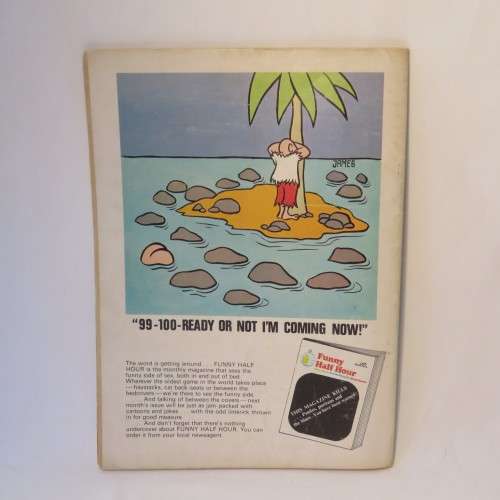 JAMES
"99-100-READY OR NOT I'M COMING NOW!"
The word is getting around . . . FUNNY HALF
HOUR is the monthly magazine that sees the
funny side of sex, both in and out of bed.
Wherever the oldest game in the world takes place
— haystacks, car back seats or between the
bedcovers — we're there to see the funny side.
And talking of between the covers — next
month's issue will be just as jam-packed with
cartoons and jokes with the odd limerick thrown
in for good measure.
And don't forget that there's nothing
undercover about FUNNY HALF HOUR. You can
order it from your local newsagent.
Funny
Half Hour
THIS MAGAZINE KILLS